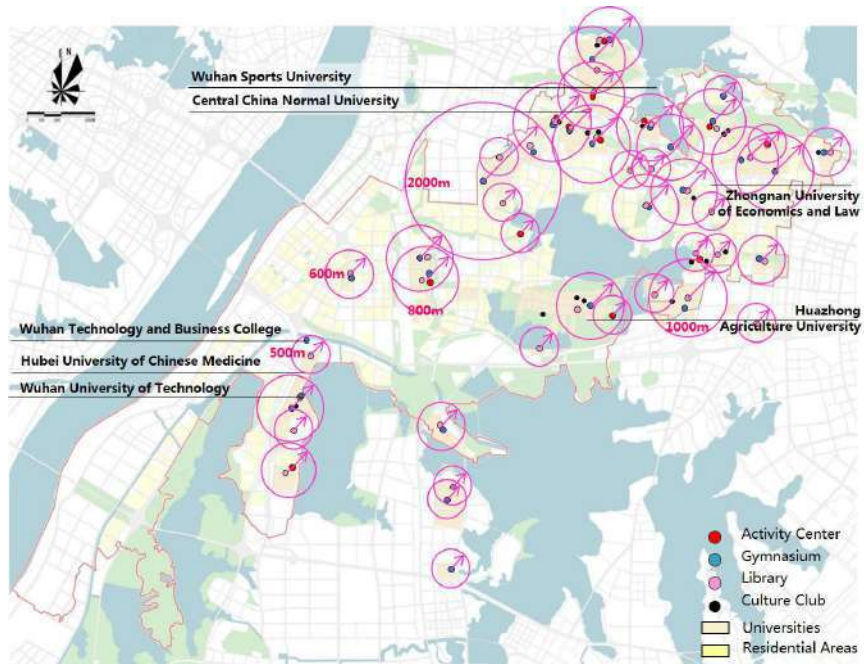 N
Wuhan Sports University
Central China Normal University
2000m
Zhongnan University
of Economics and Law
600m
800m
Huazhong
Agriculture University
1000m
Wuhan Technology and Business College
500m
Hubei University of Chinese Medicine
Wuhan University of Technology
Activity Center
Gymnasium
Library
Culture Club
Universities
Residential Areas